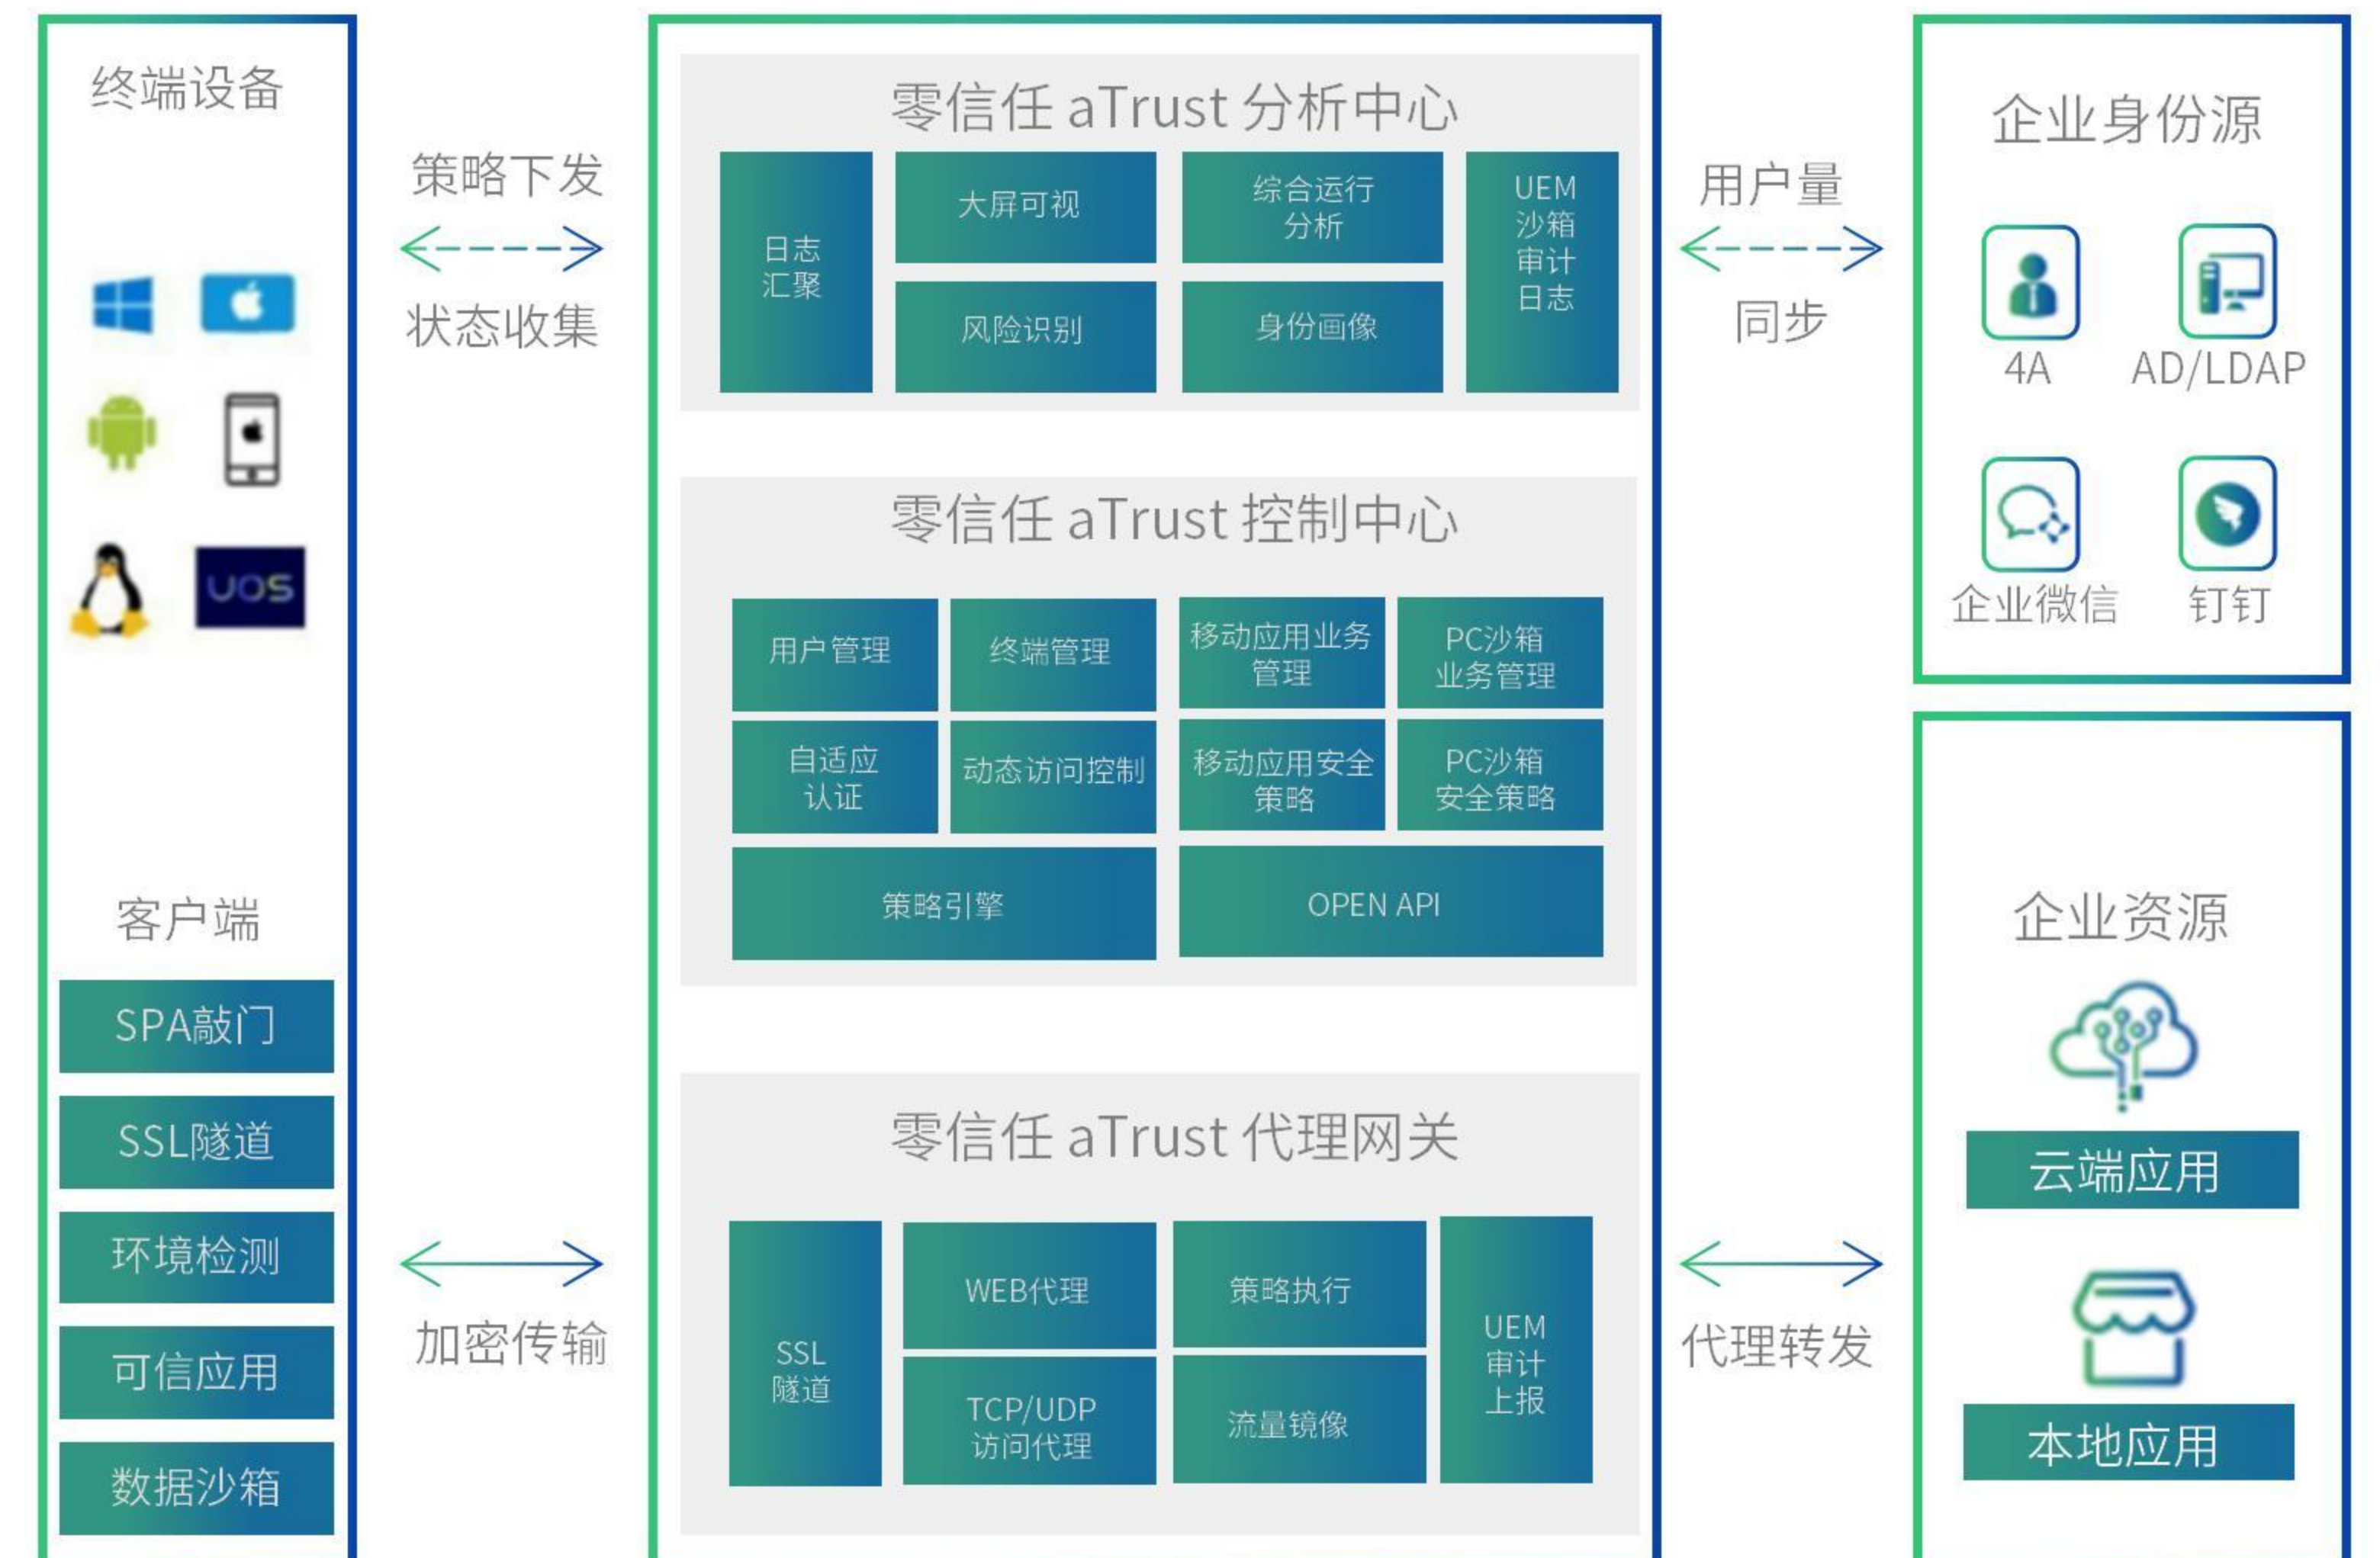 终端设备
UOS
客户端
SPA敲门
SSL隧道
环境检测
可信应用
数据沙箱
策略下发
状态收集
加密传输
零信任 aTrust 分析中心
日志
汇聚
大屏可视
综合运行
分析
风险识别
身份画像
UEM
沙箱
审计
日志
零信任 aTrust 控制中心
用户管理
终端管理
移动应用业务
管理
PC沙箱
业务管理
自适应
认证
动态访问控制
移动应用安全
策略
PC沙箱
安全策略
策略引擎
OPEN API
零信任 aTrust 代理网关
SSL
隧道
WEB代理
策略执行
TCP/UDP
访问代理
流量镜像
UEM
审计
上报
用户量
同步
代理转发
企业身份源
4A
AD/LDAP
企业微信
钉钉
企业资源
云端应用
本地应用